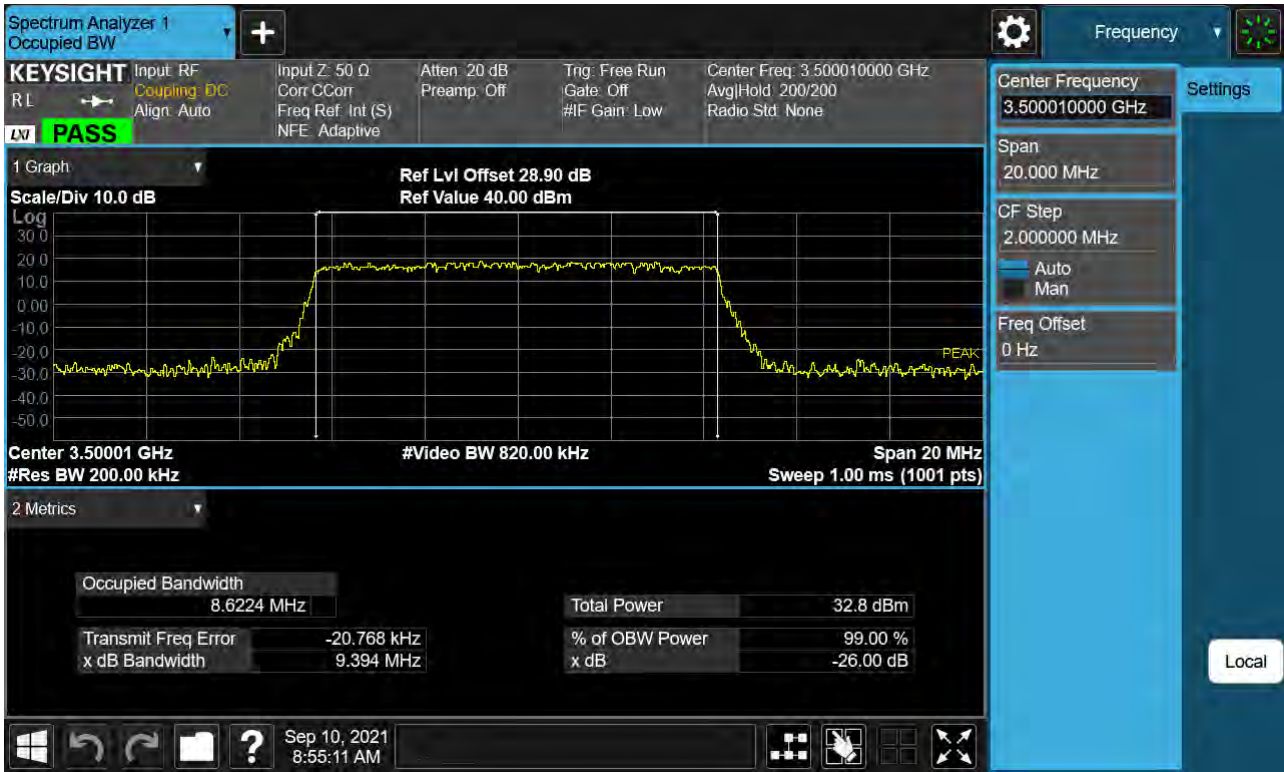 Spectrum Analyzer 1
Occupied BW
+
Frequency
KEYSIGHT
RL
LXI PASS
Input: RF
Coupling: DC
Align: Auto
Input Z: 50 Ω
Corr CCorr
Freq Ref: Int (S)
NFE: Adaptive
Atten: 20 dB
Preamp: Off
Trig: Free Run
Gate: Off
#IF Gain: Low
Center Freq: 3.500010000 GHz
Avg|Hold: 200/200
Radio Std: None
Center Frequency
3.500010000 GHz
Settings
Span
20.000 MHz
CF Step
2.000000 MHz
Auto
Man
Freq Offset
0 Hz
Local
1 Graph
Scale/Div 10.0 dB
Ref Lvl Offset 28.90 dB
Ref Value 40.00 dBm
Log
30.0
20.0
10.0
0.00
-10.0
-20.0
-30.0
-40.0
-50.0
PEAK
Center 3.50001 GHz
#Video BW 820.00 kHz
Span 20 MHz
#Res BW 200.00 kHz
Sweep 1.00 ms (1001 pts)
2 Metrics
Occupied Bandwidth
8.6224 MHz
Total Power 32.8 dBm
Transmit Freq Error -20.768 kHz
% of OBW Power 99.00 %
x dB Bandwidth 9.394 MHz
x dB -26.00 dB
?
Sep 10, 2021
8:55:11 AM